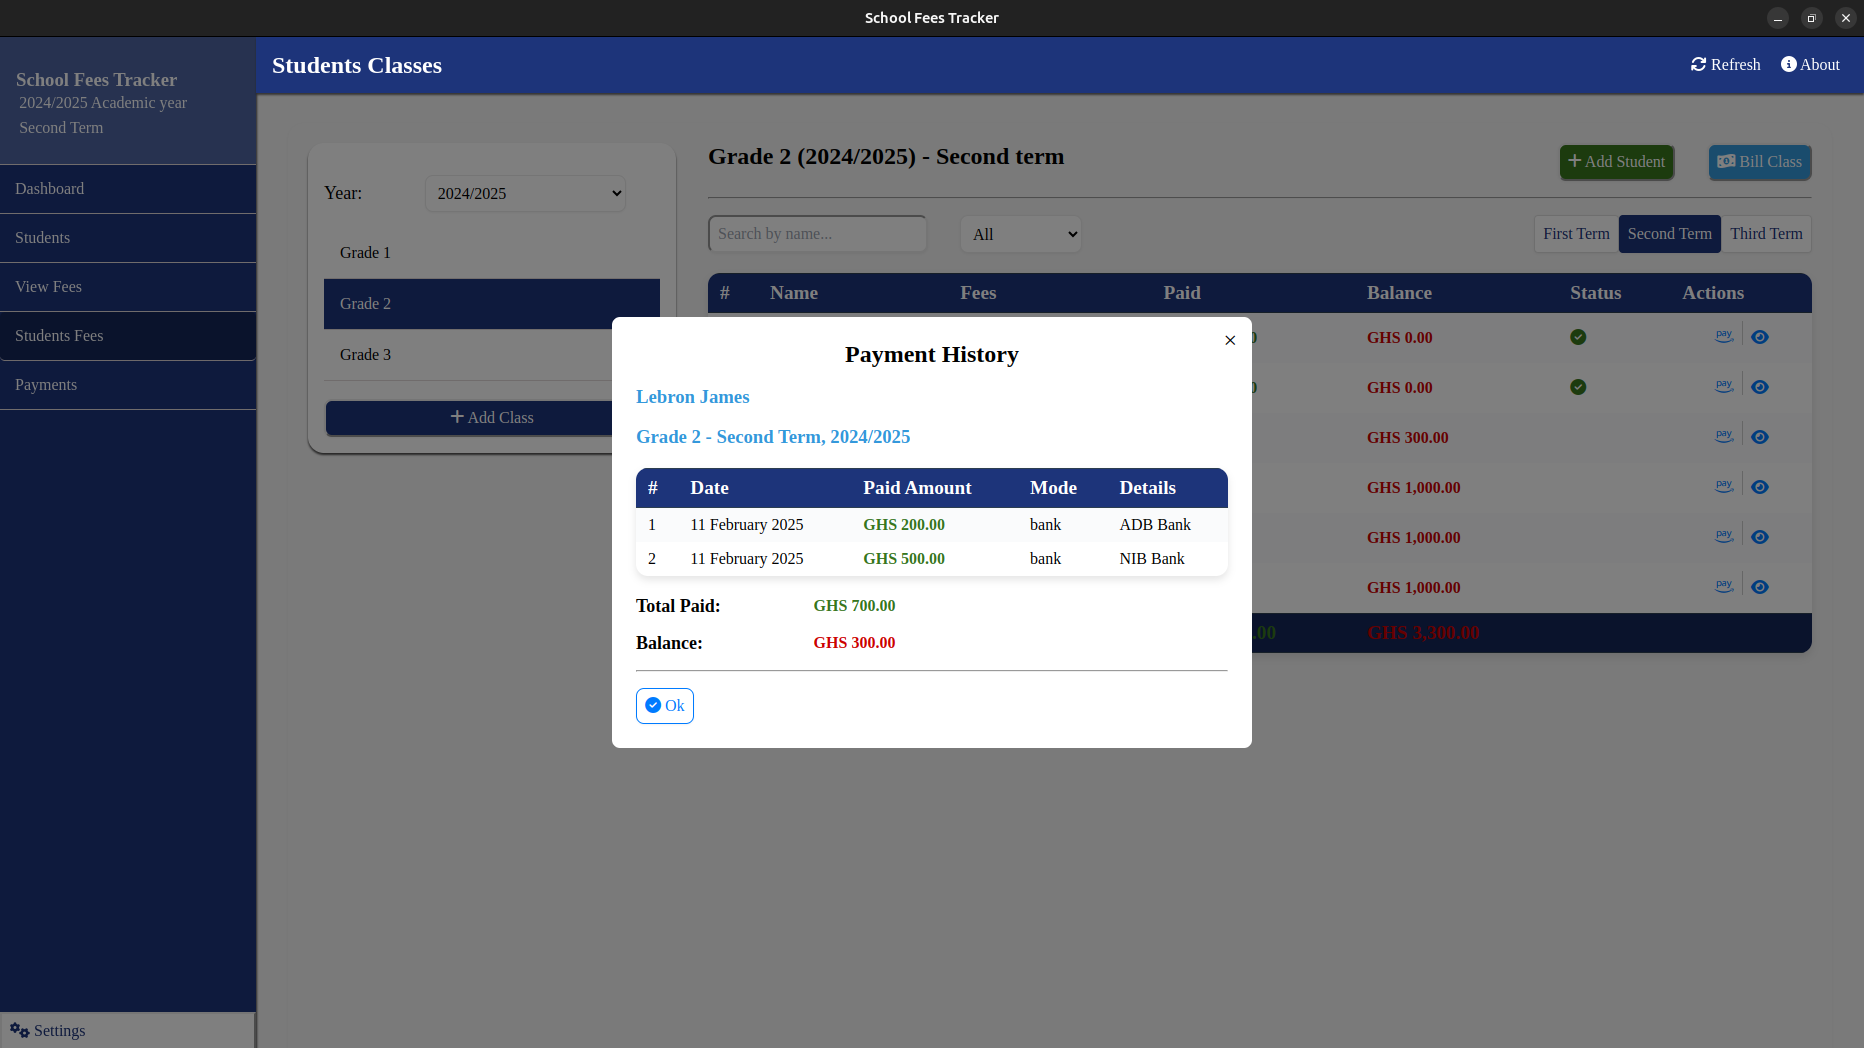 School Fees Tracker
School Fees Tracker
2024/2025 Academic year
Second Term
Dashboard
Students
View Fees
Students Fees
Payments
Settings
Students Classes
Refresh
About
Year:
2024/2025
Grade 1
Grade 2
Grade 3
Add Class
Grade 2 (2024/2025) - Second term
Add Student
Bill Class
Search by name...
All
First Term Second Term Third Term
# Name Fees Paid Balance Status Actions
0 GHS 0.00 pay
0 GHS 0.00 pay
GHS 300.00 pay
GHS 1,000.00 pay
GHS 1,000.00 pay
GHS 1,000.00 pay
.00 GHS 3,300.00
Payment History
Lebron James
Grade 2 - Second Term, 2024/2025
# Date Paid Amount Mode Details
1 11 February 2025 GHS 200.00 bank ADB Bank
2 11 February 2025 GHS 500.00 bank NIB Bank
Total Paid: GHS 700.00
Balance: GHS 300.00
Ok